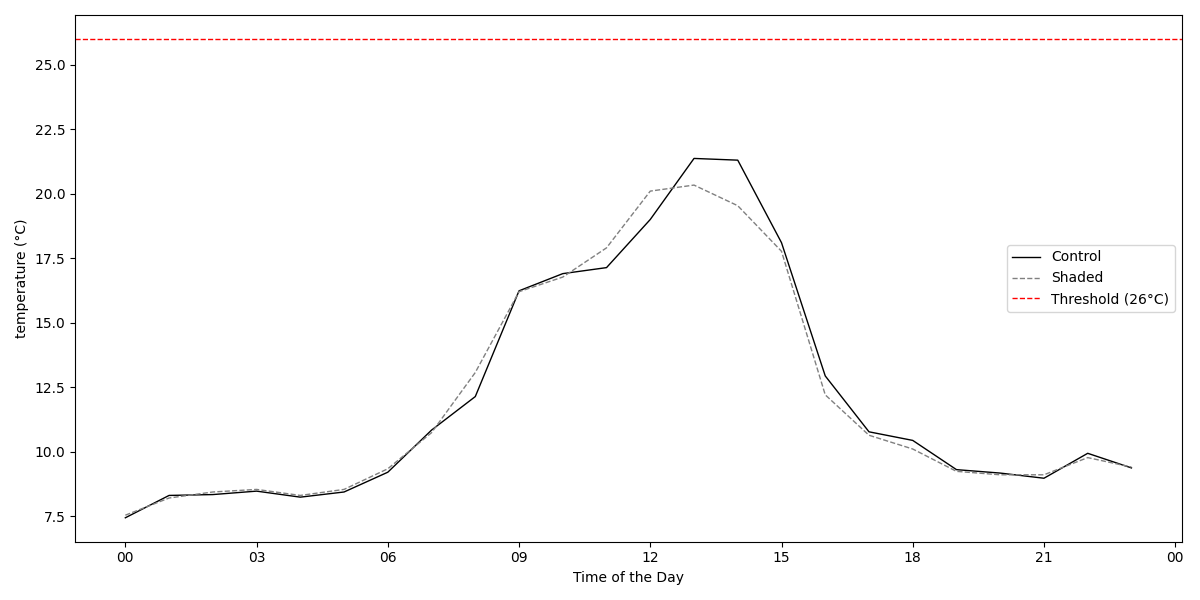 25.0
22.5
20.0
17.5
15.0
12.5
10.0
7.5
temperature (°C)
Control
Shaded
Threshold (26°C)
00 03 06 09 12 15 18 21 00
Time of the Day